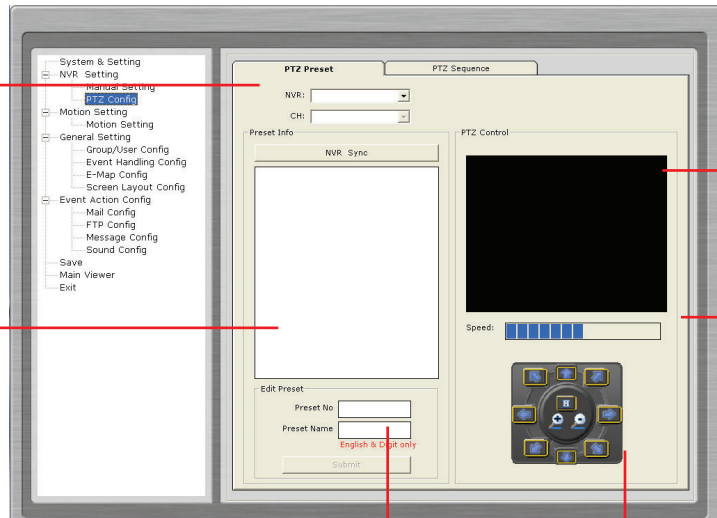 System & Setting
NVR Setting
Manual Setting
PTZ Config
Motion Setting
Motion Setting
General Setting
Group/User Config
Event Handling Config
E-Map Config
Screen Layout Config
Event Action Config
Mail Config
FTP Config
Message Config
Sound Config
Save
Main Viewer
Exit
PTZ Preset
PTZ Sequence
NVR:
CH:
Preset Info
NVR Sync
Edit Preset
Preset No
Preset Name
English & Digit only
Submit
PTZ Control
Speed:
H